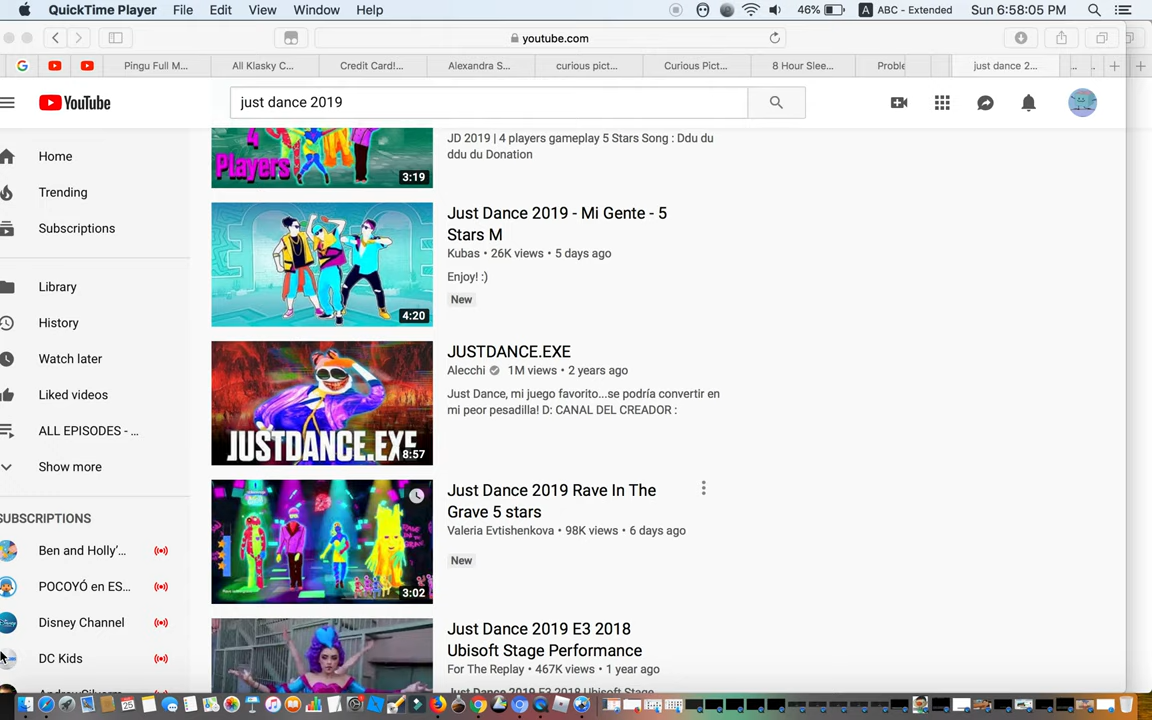 QuickTime Player File Edit View Window Help 46% A ABC - Extended Sun 6:58:05 PM
youtube.com
G Pingu Full M... All Klasky C... Credit Card!... Alexandra S... curious pict... Curious Pict... 8 Hour Slee... Proble just dance 2...
YouTube
just dance 2019
4 Players
3:19
JD 2019 | 4 players gameplay 5 Stars Song : Ddu du
ddu du Donation
Home
Trending
Subscriptions
Library
History
Watch later
Liked videos
ALL EPISODES - ...
Show more
SUBSCRIPTIONS
Ben and Holly'...
POCOYÓ en ES...
Disney Channel
DC Kids
Just Dance 2019 - Mi Gente - 5
Stars M
Kubas • 26K views • 5 days ago
Enjoy! :)
New
4:20
JUSTDANCE.EXE
Alecchi 1M views • 2 years ago
Just Dance, mi juego favorito...se podría convertir en
mi peor pesadilla! D: CANAL DEL CREADOR :
JUSTDANCE.EXE
8:57
Just Dance 2019 Rave In The
Grave 5 stars
Valeria Evtishenkova • 98K views • 6 days ago
New
3:02
Just Dance 2019 E3 2018
Ubisoft Stage Performance
For The Replay • 467K views • 1 year ago
Just Dance 2019 E3 2018 Ubisoft Stage